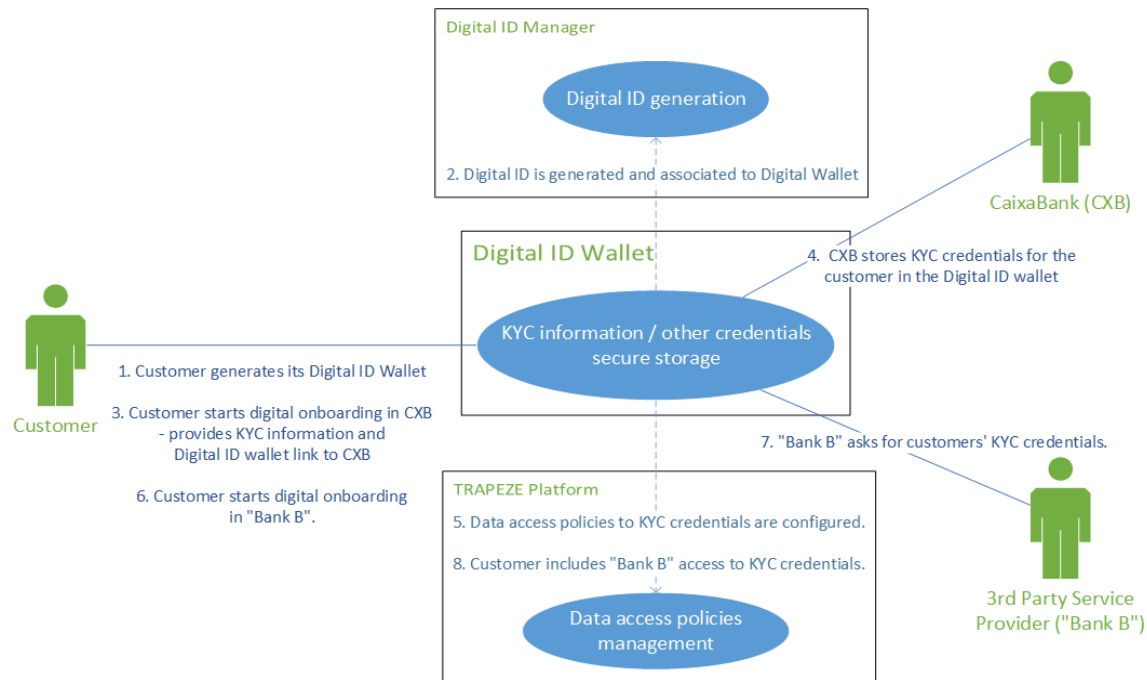 Digital ID Manager
Digital ID generation
2. Digital ID is generated and associated to Digital Wallet
CaixaBank (CXB)
Digital ID Wallet
4. CXB stores KYC credentials for the
customer in the Digital ID wallet
KYC information / other credentials
secure storage
Customer
1. Customer generates its Digital ID Wallet
3. Customer starts digital onboarding in CXB
- provides KYC information and
Digital ID wallet link to CXB
6. Customer starts digital onboarding
in "Bank B".
7. "Bank B" asks for customers' KYC credentials.
TRAPEZE Platform
5. Data access policies to KYC credentials are configured.
8. Customer includes "Bank B" access to KYC credentials.
Data access policies
management
3rd Party Service
Provider ("Bank B")